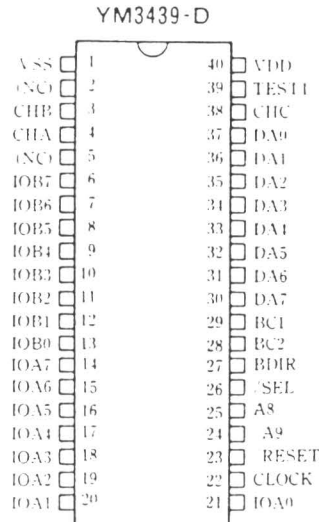 YM3439-D
VSS 1 40 VDD
(NC) 2 39 TEST1
CHB 3 38 CHC
CHA 4 37 DA0
(NC) 5 36 DA1
IOB7 6 35 DA2
IOB6 7 34 DA3
IOB5 8 33 DA4
IOB4 9 32 DA5
IOB3 10 31 DA6
IOB2 11 30 DA7
IOB1 12 29 BC1
IOB0 13 28 BC2
IOA7 14 27 BDIR
IOA6 15 26 /SEL
IOA5 16 25 A8
IOA4 17 24 A9
IOA3 18 23 RESET
IOA2 19 22 CLOCK
IOA1 20 21 IOA0